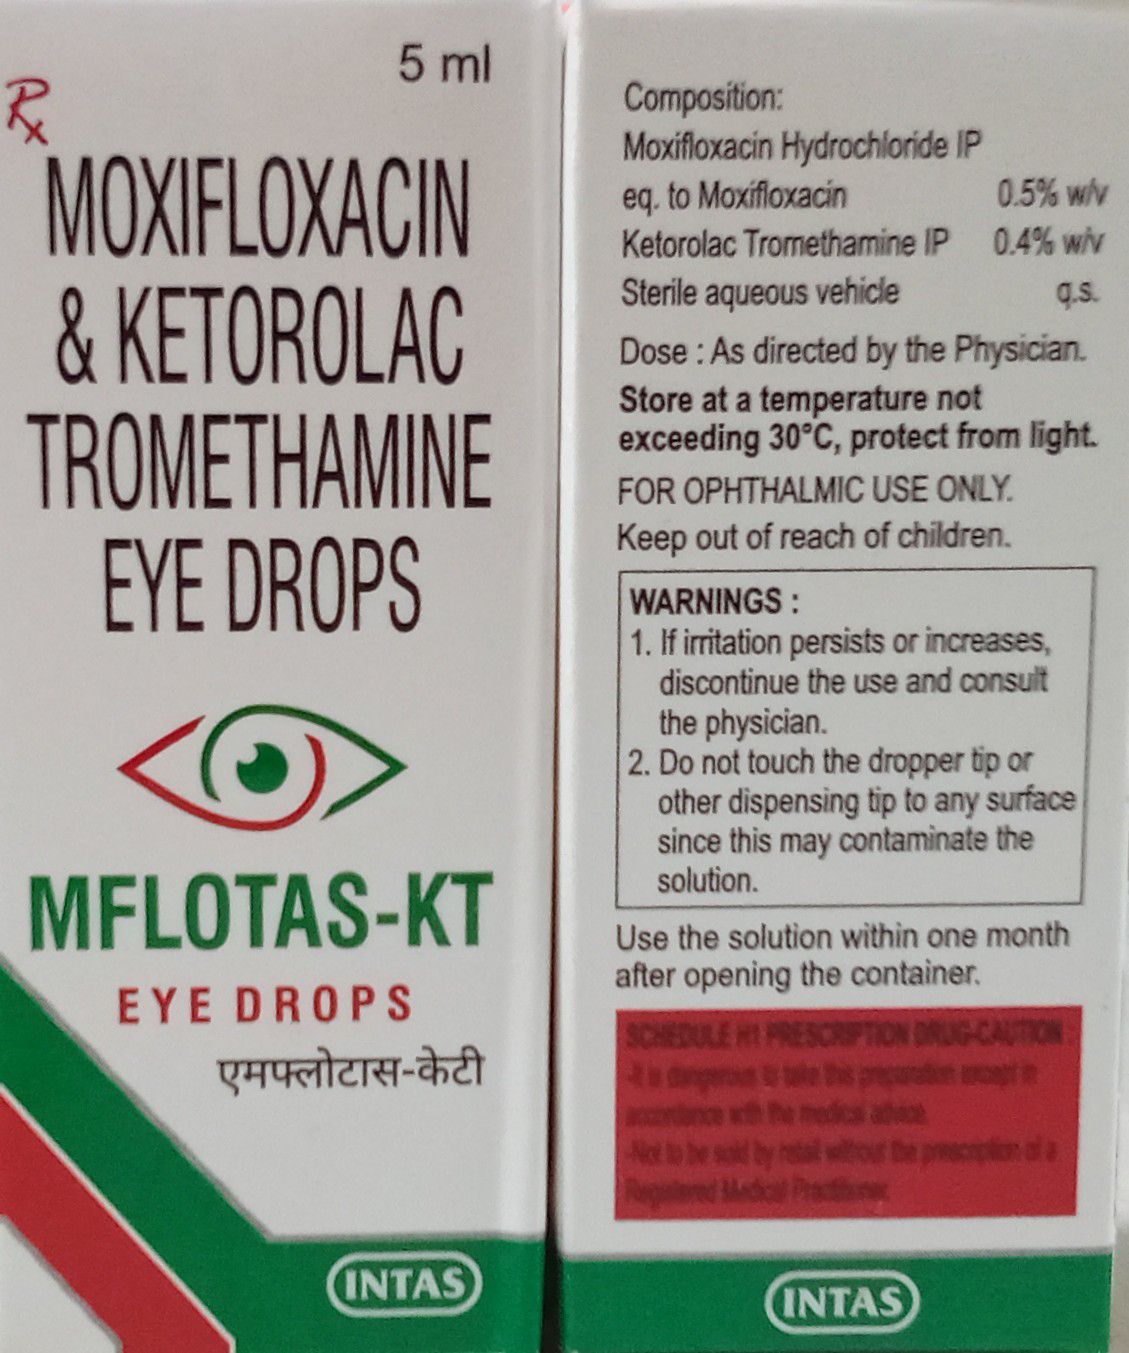 5 ml
Rx
MOXIFLOXACIN
& KETOROLAC
TROMETHAMINE
EYE DROPS
MFLOTAS-KT
EYE DROPS
एमफ्लोटास-केटी
INTAS
Composition:
Moxifloxacin Hydrochloride IP
eq. to Moxifloxacin 0.5% w/v
Ketorolac Tromethamine IP 0.4% w/v
Sterile aqueous vehicle q.s.
Dose : As directed by the Physician.
Store at a temperature not
exceeding 30°C, protect from light.
FOR OPHTHALMIC USE ONLY.
Keep out of reach of children.
WARNINGS :
1. If irritation persists or increases,
discontinue the use and consult
the physician.
2. Do not touch the dropper tip or
other dispensing tip to any surface
since this may contaminate the
solution.
Use the solution within one month
after opening the container.
SCHEDULE H1 PRESCRIPTION DRUG-CAUTION
-It is dangerous to take this preparation except in
accordance with the medical advice.
-Not to be sold by retail without the prescription of a
Registered Medical Practitioner.
INTAS